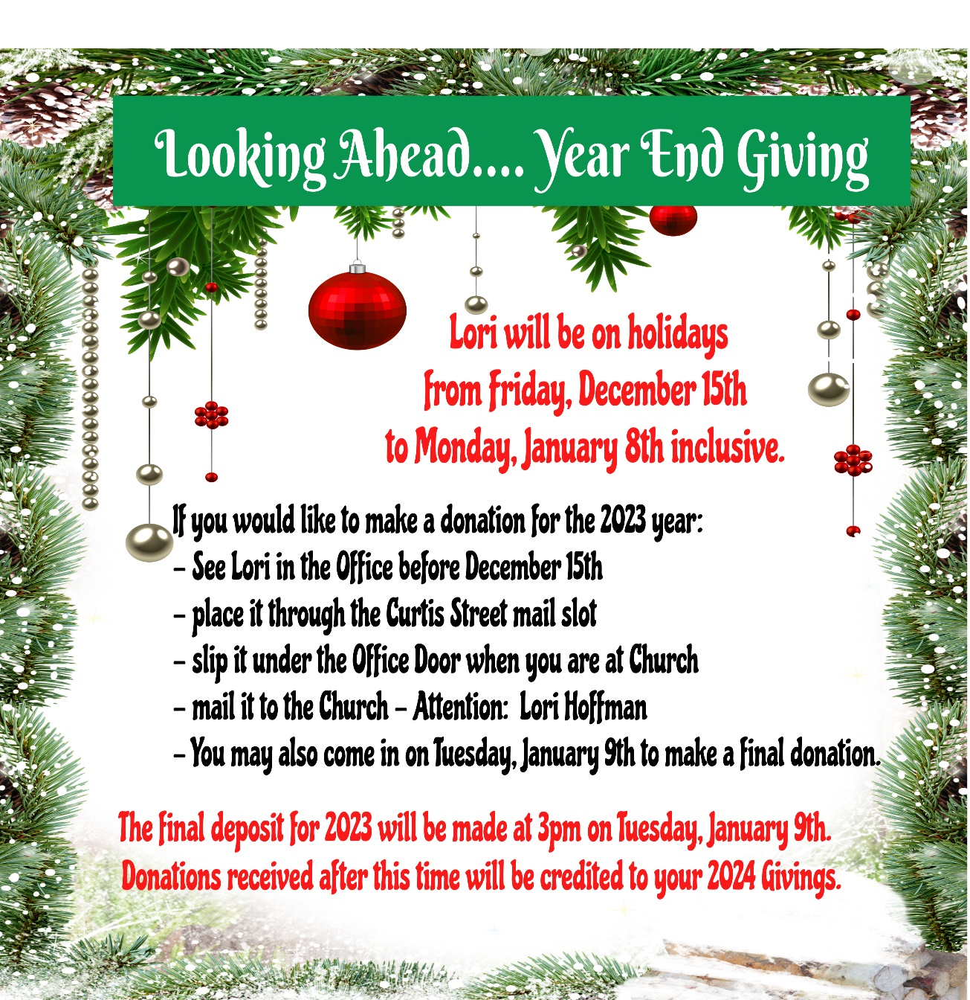 Looking Ahead.... Year End Giving
Lori will be on holidays
from Friday, December 15th
to Monday, January 8th inclusive.
If you would like to make a donation for the 2023 year:
– See Lori in the Office before December 15th
– place it through the Curtis Street mail slot
– slip it under the Office Door when you are at Church
– mail it to the Church – Attention:  Lori Hoffman
– You may also come in on Tuesday, January 9th to make a final donation.
The final deposit for 2023 will be made at 3pm on Tuesday, January 9th.
Donations received after this time will be credited to your 2024 Givings.